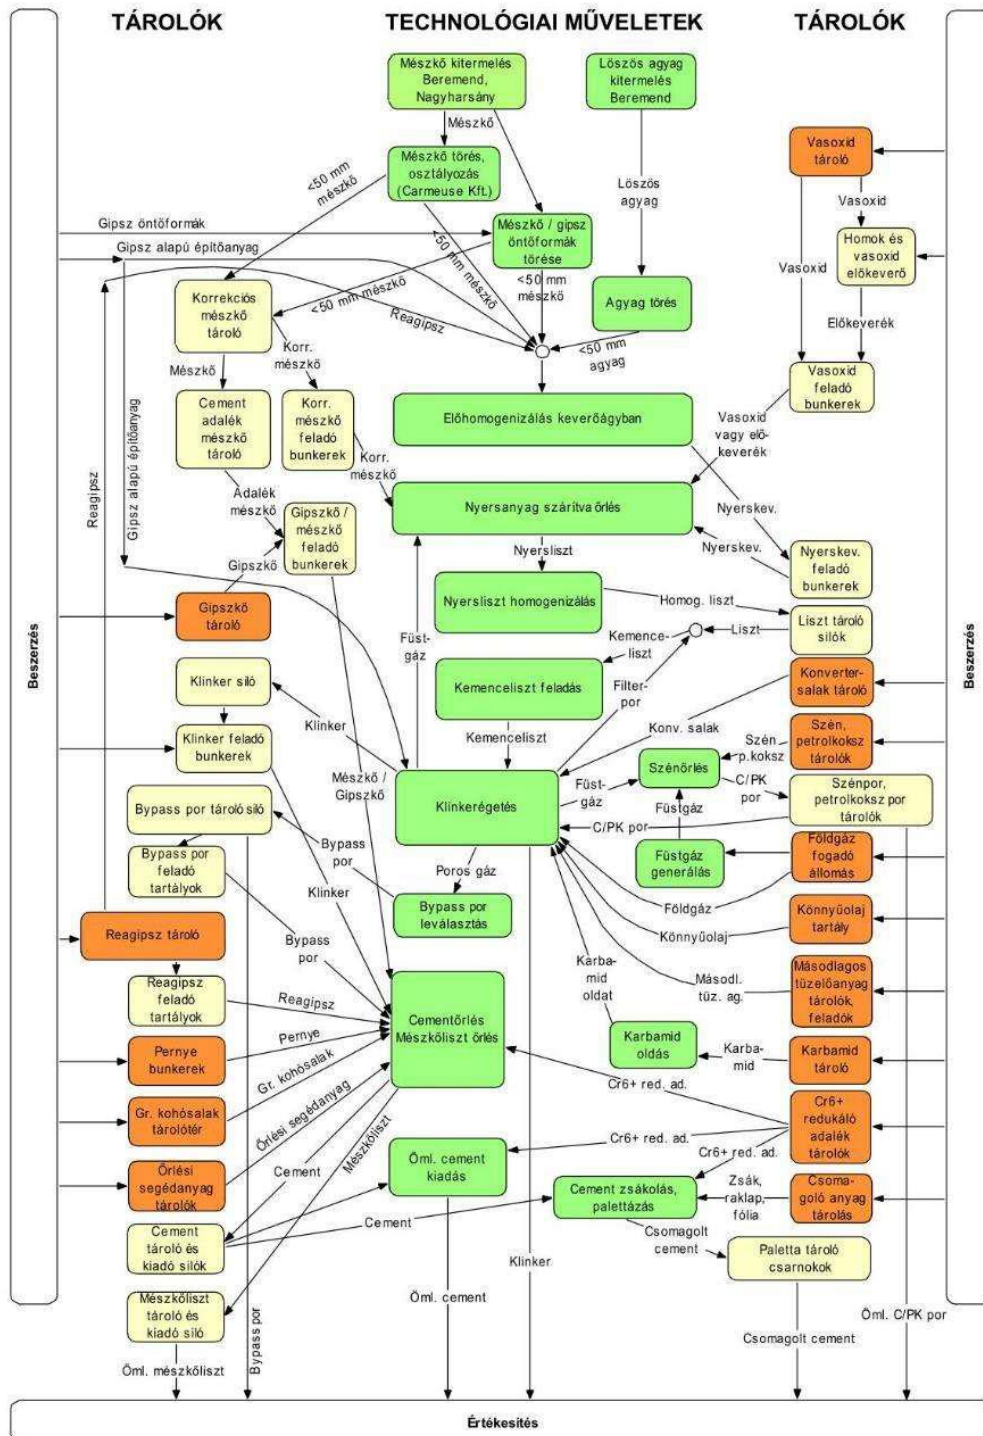 TÁROLÓK
TECHNOLÓGIAI MŰVELETEK
TÁROLÓK
Mészkő kitermelés
Beremend,
Nagyharsány
Löszös agyag
kitermelés
Beremend
Mészkő
Vasoxid
tároló
Mészkő törés,
osztályozás
(Carmeuse Kft.)
<50 mm
mészkő
Löszös
agyag
Vasoxid
Gipsz öntőformák
Mészkő / gipsz
öntőformák
törése
Homok és
vasoxid
előkeverő
Gipsz alapú építőanyag
<50 mm mészkő
Vasoxid
<50 mm
mészkő
<50 mm mészkő
Korrekciós
mészkő
tároló
Agyag törés
Reagipsz
Előkeverék
Korr.
mészkő
<50 mm
agyag
Mészkő
Vasoxid
feladó
bunkerek
Cement
adalék
mészkő
tároló
Korr.
mészkő
feladó
bunkerek
Előhomogenizálás keverőágyban
Vasoxid
vagy elő-
keverék
Gipsz alapú építőanyag
Reagipsz
Korr.
mészkő
Adalék
mészkő
Gipszkő /
mészkő
feladó
bunkerek
Nyersanyag szárítva őrlés
Nyerskev.
Nyersliszt
Nyerskev.
Nyerskev.
feladó
bunkerek
Gipszkő
Gipszkő
tároló
Nyersliszt homogenizálás
Homog. liszt
Liszt tároló
silók
Liszt
Füst-
gáz
Kemence-
liszt
Beszerzés
Beszerzés
Klinker siló
Kemenceliszt feladás
Filter-
por
Konverter-
salak tároló
Klinker
Konv. salak
Klinker feladó
bunkerek
Kemenceliszt
Szén
p.koksz
Szén,
petrolkoksz
tárolók
Mészkő /
Gipszkő
Klinkerégetés
Füst-
gáz
Szénőrlés
C/PK
por
Bypass por tároló siló
Szénpor,
petrolkoksz por
tárolók
Füstgáz
C/PK por
Bypass por
feladó
tartályok
Bypass
por
Poros gáz
Füstgáz
generálás
Földgáz
fogadó
állomás
Klinker
Bypass por
leválasztás
Földgáz
Könnyűolaj
tartály
Reagipsz tároló
Könnyűolaj
Bypass
por
Karba-
mid
oldat
Másodl.
tüz. ag.
Másodlagos
tüzelőanyag
tárolók,
feladók
Reagipsz
feladó
tartályok
Reagipsz
Cementőrlés
Mészkőliszt őrlés
Karbamid
oldás
Karba-
mid
Karbamid
tároló
Pernye
bunkerek
Pernye
Gr. kohósalak
Cr6+ red. ad.
Gr. kohósalak
tárolótér
Őrlési segédanyag
Cr6+
redukáló
adalék
tárolók
Mészkőliszt
Cr6+ red. ad.
Cement
Öml. cement
kiadás
Cr6+ red. ad.
Őrlési
segédanyag
tárolók
Cement zsákolás,
palettázás
Zsák,
raklap,
fólia
Csoma-
goló anyag
tárolás
Cement
Cement
tároló és
kiadó silók
Csomagolt
cement
Paletta tároló
csarnokok
Klinker
Mészkőliszt
tároló és
kiadó siló
Öml. cement
Öml. C/PK por
Bypass por
Csomagolt cement
Öml. mészkőliszt
Értékesítés